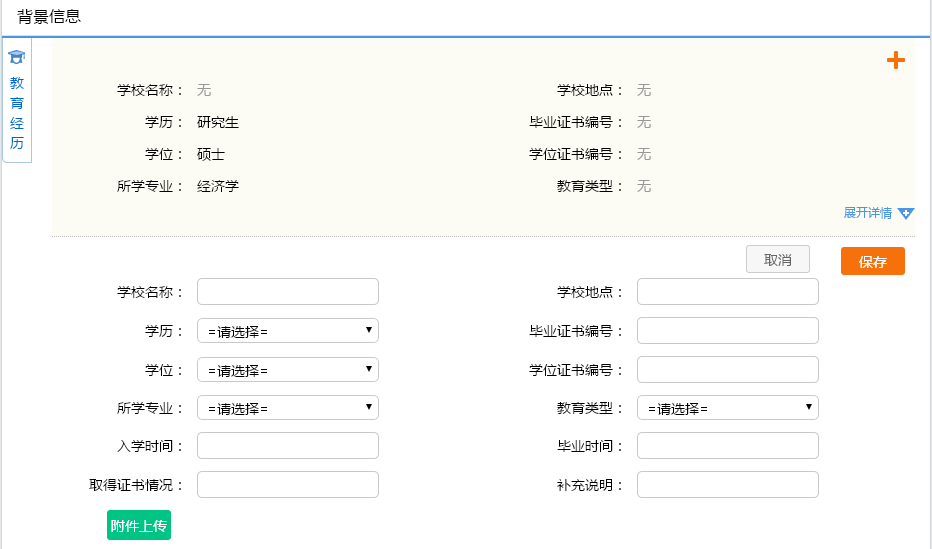 背景信息
教育经历
学校名称： 无 学校地点： 无
学历： 研究生 毕业证书编号： 无
学位： 硕士 学位证书编号： 无
所学专业： 经济学 教育类型： 无
展开详情
取消 保存
学校名称： 学校地点：
学历： =请选择= 毕业证书编号：
学位： =请选择= 学位证书编号：
所学专业： =请选择= 教育类型： =请选择=
入学时间： 毕业时间：
取得证书情况： 补充说明：
附件上传